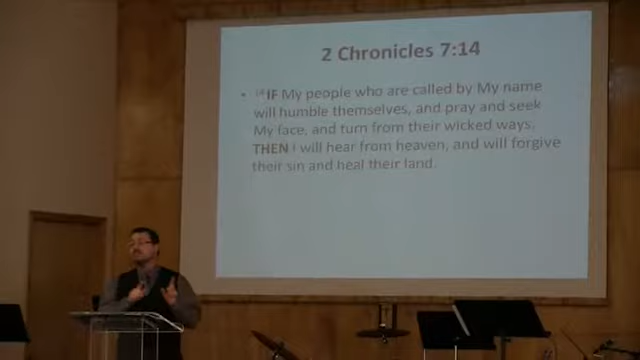 2 Chronicles 7:14
• 14 IF My people who are called by My name
will humble themselves, and pray and seek
My face, and turn from their wicked ways,
THEN I will hear from heaven, and will forgive
their sin and heal their land.